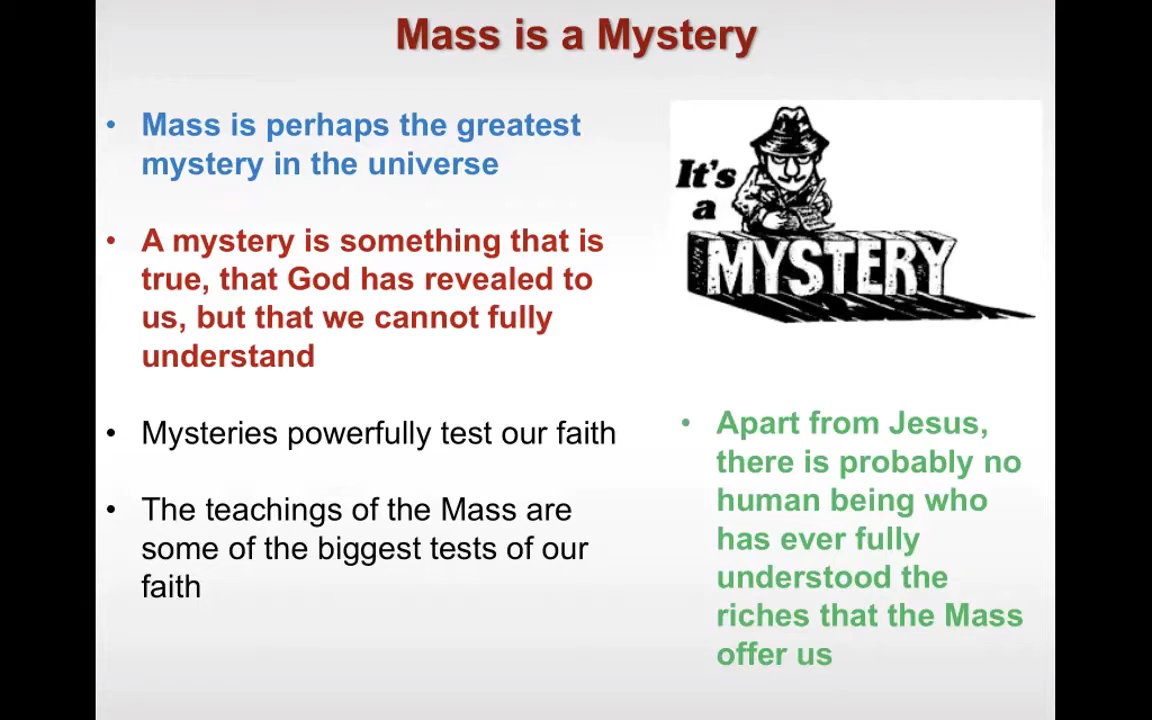 Mass is a Mystery
• Mass is perhaps the greatest
mystery in the universe
• A mystery is something that is
true, that God has revealed to
us, but that we cannot fully
understand
• Mysteries powerfully test our faith
• The teachings of the Mass are
some of the biggest tests of our
faith
It's
a
MYSTERY
• Apart from Jesus,
there is probably no
human being who
has ever fully
understood the
riches that the Mass
offer us